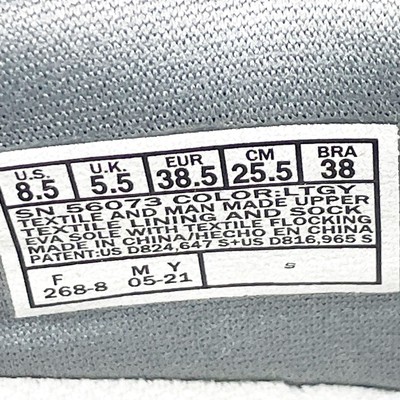 U.S. U.K. EUR CM BRA
8.5 5.5 38.5 25.5 38
SN 56073 COLOR:LTGY
TEXTILE AND MAN MADE UPPER
TEXTILE LINING AND SOCK
EVA SOLE WITH TEXTILE FLOCKING
MADE IN CHINA/HECHO EN CHINA
PATENT:US D824,647 S+US D816,965 S
F M Y
268-8 05-21 S